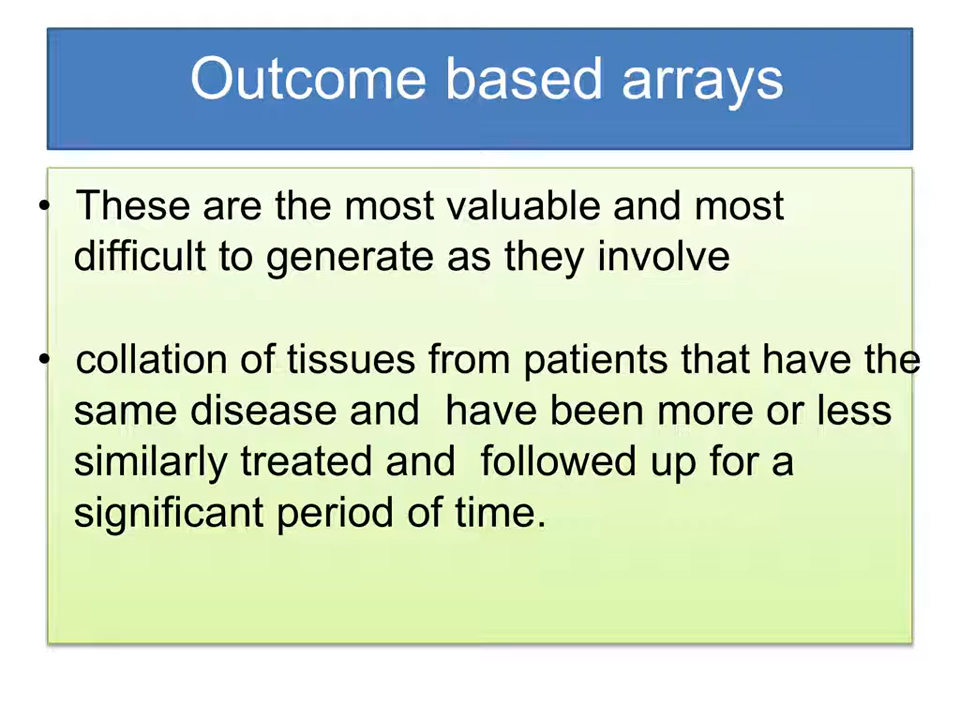 Outcome based arrays
• These are the most valuable and most
difficult to generate as they involve
• collation of tissues from patients that have the
same disease and have been more or less
similarly treated and followed up for a
significant period of time.